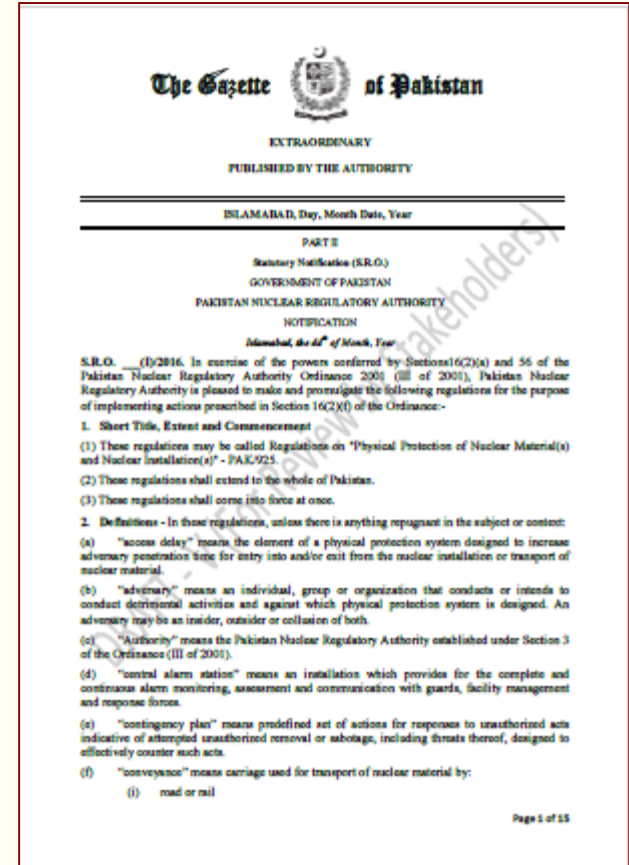 The Gazette of Pakistan
EXTRAORDINARY
PUBLISHED BY THE AUTHORITY
ISLAMABAD, Day, Month Date, Year
PART II
Statutory Notification (S.R.O.)
GOVERNMENT OF PAKISTAN
PAKISTAN NUCLEAR REGULATORY AUTHORITY
NOTIFICATION
Islamabad, the dd th of Month, Year
S.R.O. __(I)/2016. In exercise of the powers conferred by Sections16(2)(a) and 56 of the
Pakistan Nuclear Regulatory Authority Ordinance 2001 (III of 2001), Pakistan Nuclear
Regulatory Authority is pleased to make and promulgate the following regulations for the purpose
of implementing actions prescribed in Section 16(2)(f) of the Ordinance:-
1. Short Title, Extent and Commencement
(1) These regulations may be called Regulations on "Physical Protection of Nuclear Material(s)
and Nuclear Installation(s)" - PAK/925.
(2) These regulations shall extend to the whole of Pakistan.
(3) These regulations shall come into force at once.
2. Definitions - In these regulations, unless there is anything repugnant in the subject or context:
(a) "access delay" means the element of a physical protection system designed to increase
adversary penetration time for entry into and/or exit from the nuclear installation or transport of
nuclear material.
(b) "adversary" means an individual, group or organization that conducts or intends to
conduct detrimental activities and against which physical protection system is designed. An
adversary may be an insider, outsider or collusion of both.
(c) "Authority" means the Pakistan Nuclear Regulatory Authority established under Section 3
of the Ordinance (III of 2001).
(d) "central alarm station" means an installation which provides for the complete and
continuous alarm monitoring, assessment and communication with guards, facility management
and response forces.
(e) "contingency plan" means predefined set of actions for responses to unauthorized acts
indicative of attempted unauthorized removal or sabotage, including threats thereof, designed to
effectively counter such acts.
(f) "conveyance" means carriage used for transport of nuclear material by:
(i) road or rail
Page 1 of 15